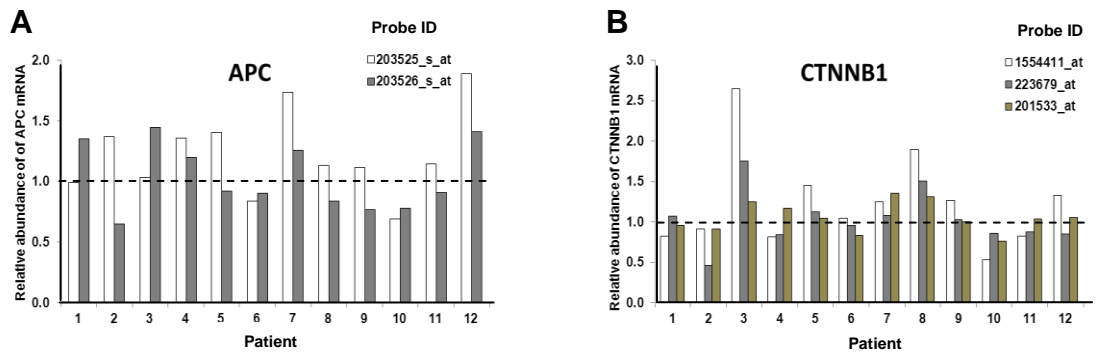 A
Probe ID
203525_s_at
203526_s_at
APC
Relative abundance of of APC mRNA
2.0
1.5
1.0
0.5
0.0
1 2 3 4 5 6 7 8 9 10 11 12
Patient
B
Probe ID
1554411_at
223679_at
201533_at
CTNNB1
Relative abundance of CTNNB1 mRNA
3.0
2.5
2.0
1.5
1.0
0.5
0.0
1 2 3 4 5 6 7 8 9 10 11 12
Patient